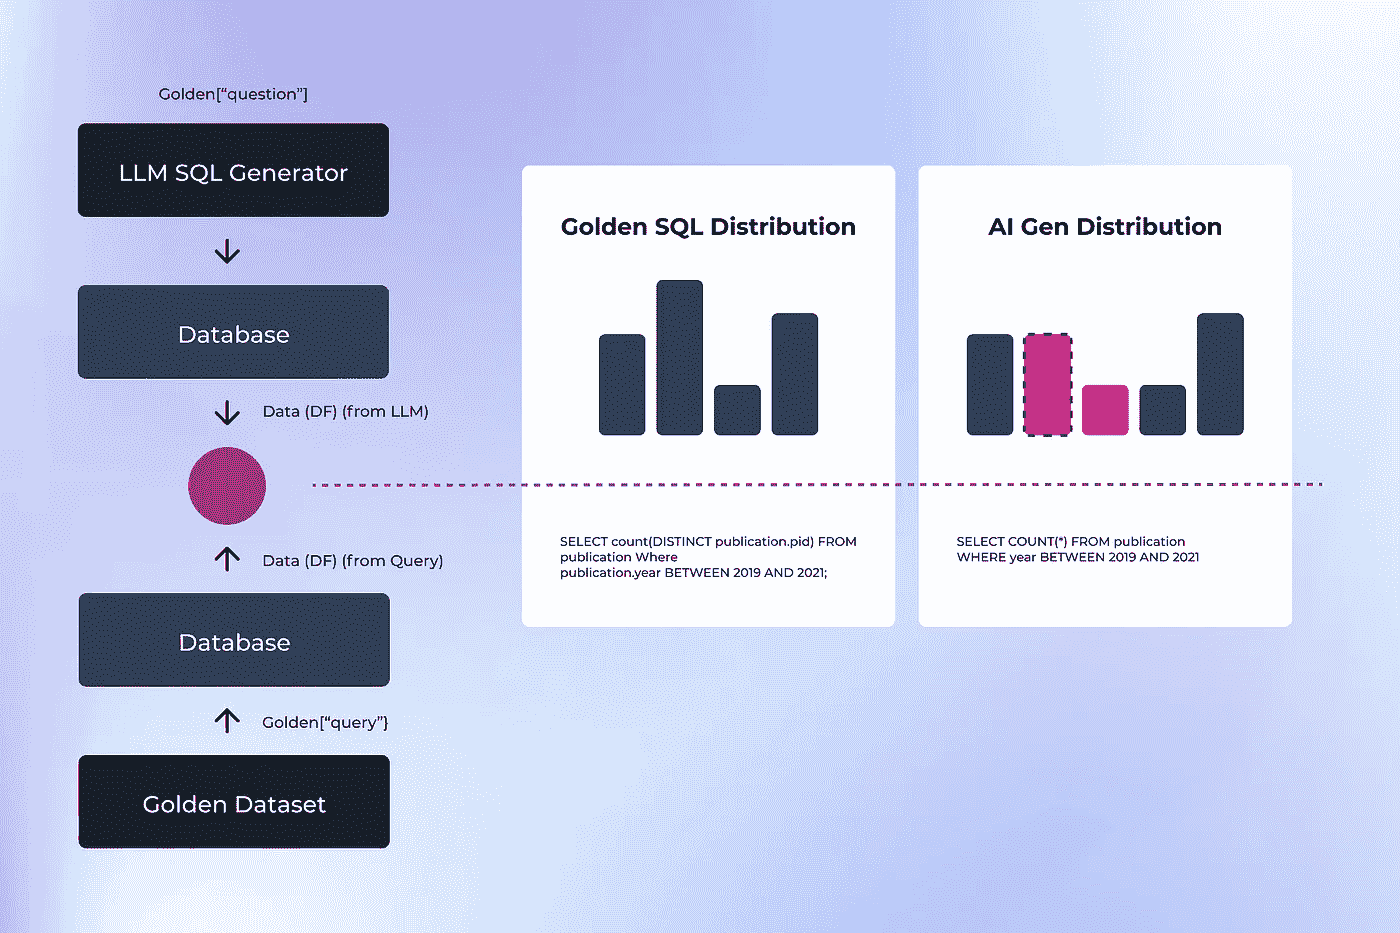 Golden[“question”]
LLM SQL Generator
Database
Data (DF) (from LLM)
Data (DF) (from Query)
Database
Golden[“query”}
Golden Dataset
Golden SQL Distribution
SELECT count(DISTINCT publication.pid) FROM
publication Where
publication.year BETWEEN 2019 AND 2021;
AI Gen Distribution
SELECT COUNT(*) FROM publication
WHERE year BETWEEN 2019 AND 2021